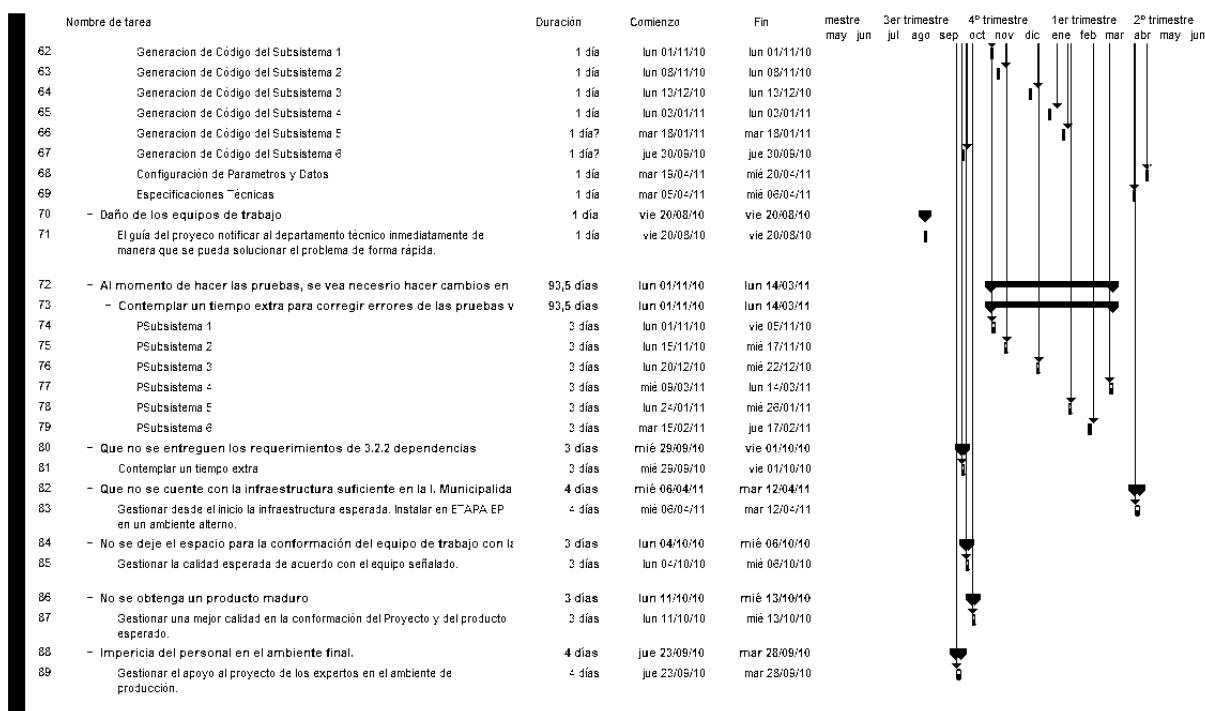 Nombre de tarea Duración Comienzo Fin mestre 3er trimestre 4º trimestre 1er trimestre 2º trimestre
may jun jul ago sep oct nov dic ene feb mar abr may jun
62 Generacion de Código del Subsistema 1 1 día lun 01/11/10 lun 01/11/10
63 Generacion de Código del Subsistema 2 1 día lun 08/11/10 lun 08/11/10
64 Generacion de Código del Subsistema 3 1 día lun 13/12/10 lun 13/12/10
65 Generacion de Código del Subsistema 4 1 día lun 03/01/11 lun 03/01/11
66 Generacion de Código del Subsistema 5 1 día? mar 18/01/11 mar 18/01/11
67 Generacion de Código del Subsistema 6 1 día? jue 30/09/10 jue 30/09/10
68 Configuración de Parametros y Datos 1 día mar 19/04/11 mié 20/04/11
69 Especificaciones Técnicas 1 día mar 05/04/11 mié 06/04/11
70 − Daño de los equipos de trabajo 1 día vie 20/08/10 vie 20/08/10
71 El guía del proyeco notificar al departamento técnico inmediatamente de 1 día vie 20/08/10 vie 20/08/10
manera que se pueda solucionar el problema de forma rápida.
72 − Al momento de hacer las pruebas, se vea necesrio hacer cambios en 93,5 días lun 01/11/10 lun 14/03/11
73 − Contemplar un tiempo extra para corregir errores de las pruebas v 93,5 días lun 01/11/10 lun 14/03/11
74 PSubsistema 1 3 días lun 01/11/10 vie 05/11/10
75 PSubsistema 2 3 días lun 15/11/10 mié 17/11/10
76 PSubsistema 3 3 días lun 20/12/10 mié 22/12/10
77 PSubsistema 4 3 días mié 09/03/11 lun 14/03/11
78 PSubsistema 5 3 días lun 24/01/11 mié 26/01/11
79 PSubsistema 6 3 días mar 15/02/11 jue 17/02/11
80 − Que no se entreguen los requerimientos de 3.2.2 dependencias 3 días mié 29/09/10 vie 01/10/10
81 Contemplar un tiempo extra 3 días mié 29/09/10 vie 01/10/10
82 − Que no se cuente con la infraestructura suficiente en la I. Municipalida 4 días mié 06/04/11 mar 12/04/11
83 Gestionar desde el inicio la infraestructura esperada. Instalar en ETAPA EP 4 días mié 06/04/11 mar 12/04/11
en un ambiente alterno.
84 − No se deje el espacio para la conformación del equipo de trabajo con la 3 días lun 04/10/10 mié 06/10/10
85 Gestionar la calidad esperada de acuerdo con el equipo señalado. 3 días lun 04/10/10 mié 06/10/10
86 − No se obtenga un producto maduro 3 días lun 11/10/10 mié 13/10/10
87 Gestionar una mejor calidad en la conformación del Proyecto y del producto 3 días lun 11/10/10 mié 13/10/10
esperado.
88 − Impericia del personal en el ambiente final. 4 días jue 23/09/10 mar 28/09/10
89 Gestionar el apoyo al proyecto de los expertos en el ambiente de 4 días jue 23/09/10 mar 28/09/10
producción.